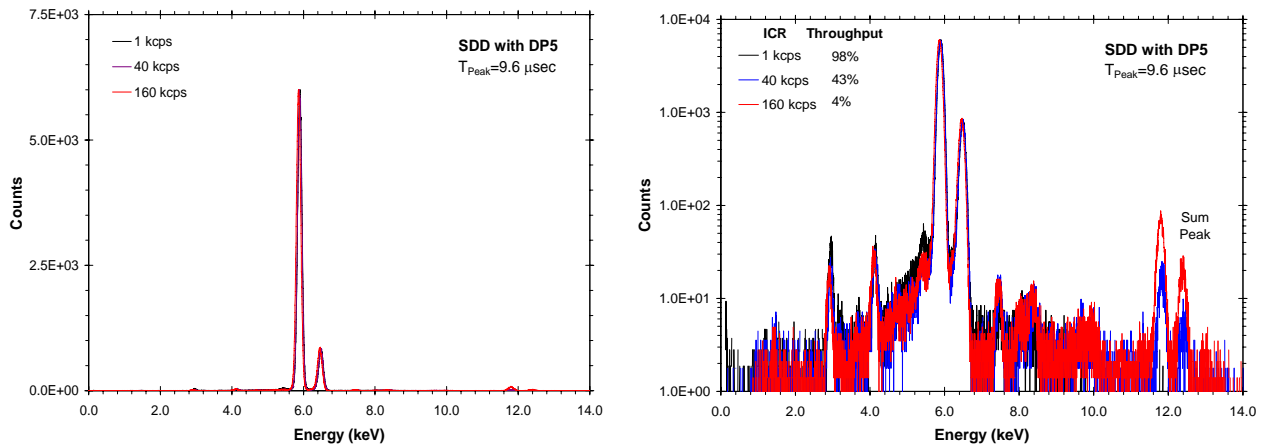 7.5E+03
5.0E+03
2.5E+03
0.0E+00
Counts
1 kcps
40 kcps
160 kcps
SDD with DP5
TPeak=9.6 μsec
0.0 2.0 4.0 6.0 8.0 10.0 12.0 14.0
Energy (keV)
1.0E+04
1.0E+03
1.0E+02
1.0E+01
1.0E+00
Counts
ICR Throughput
1 kcps 98%
40 kcps 43%
160 kcps 4%
SDD with DP5
TPeak=9.6 μsec
Sum
Peak
0.0 2.0 4.0 6.0 8.0 10.0 12.0 14.0
Energy (keV)